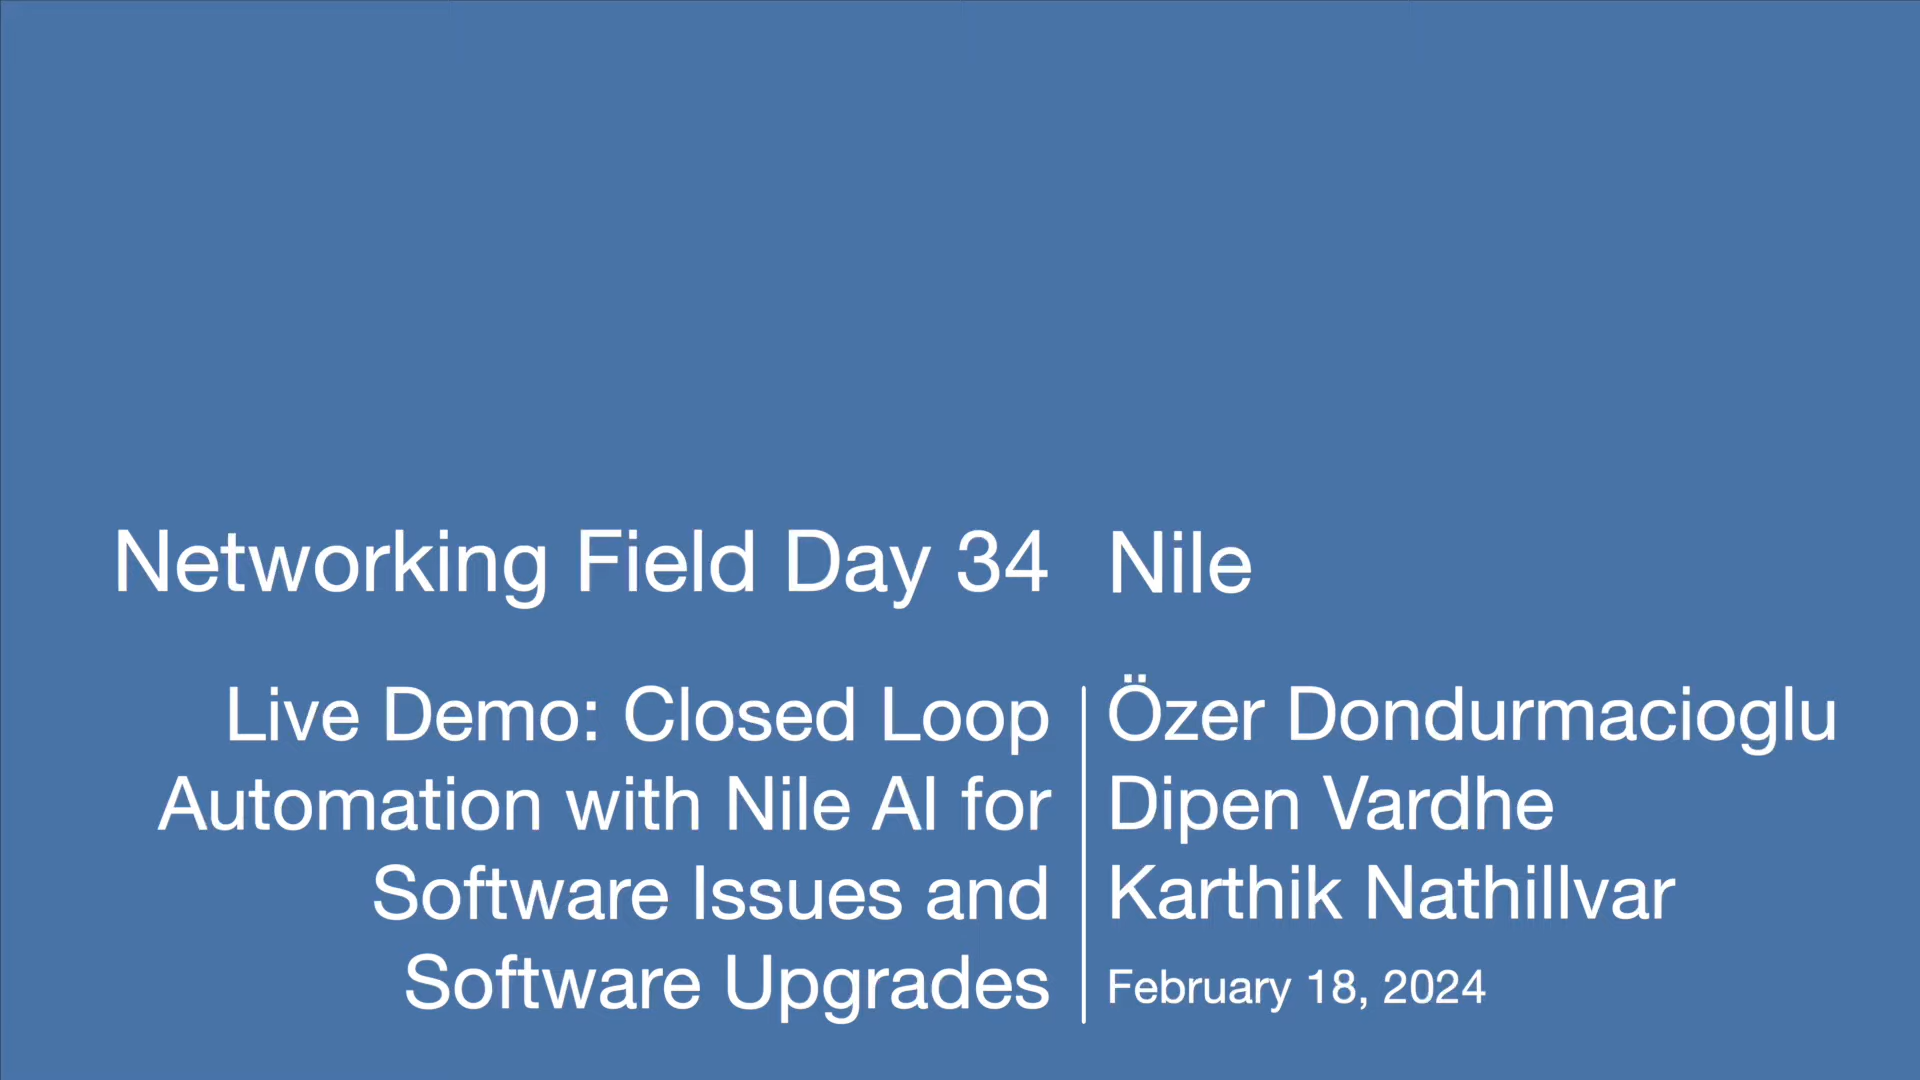 Networking Field Day 34
Nile
Live Demo: Closed Loop
Automation with Nile AI for
Software Issues and
Software Upgrades
Özer Dondurmacioglu
Dipen Vardhe
Karthik Nathillvar
February 18, 2024